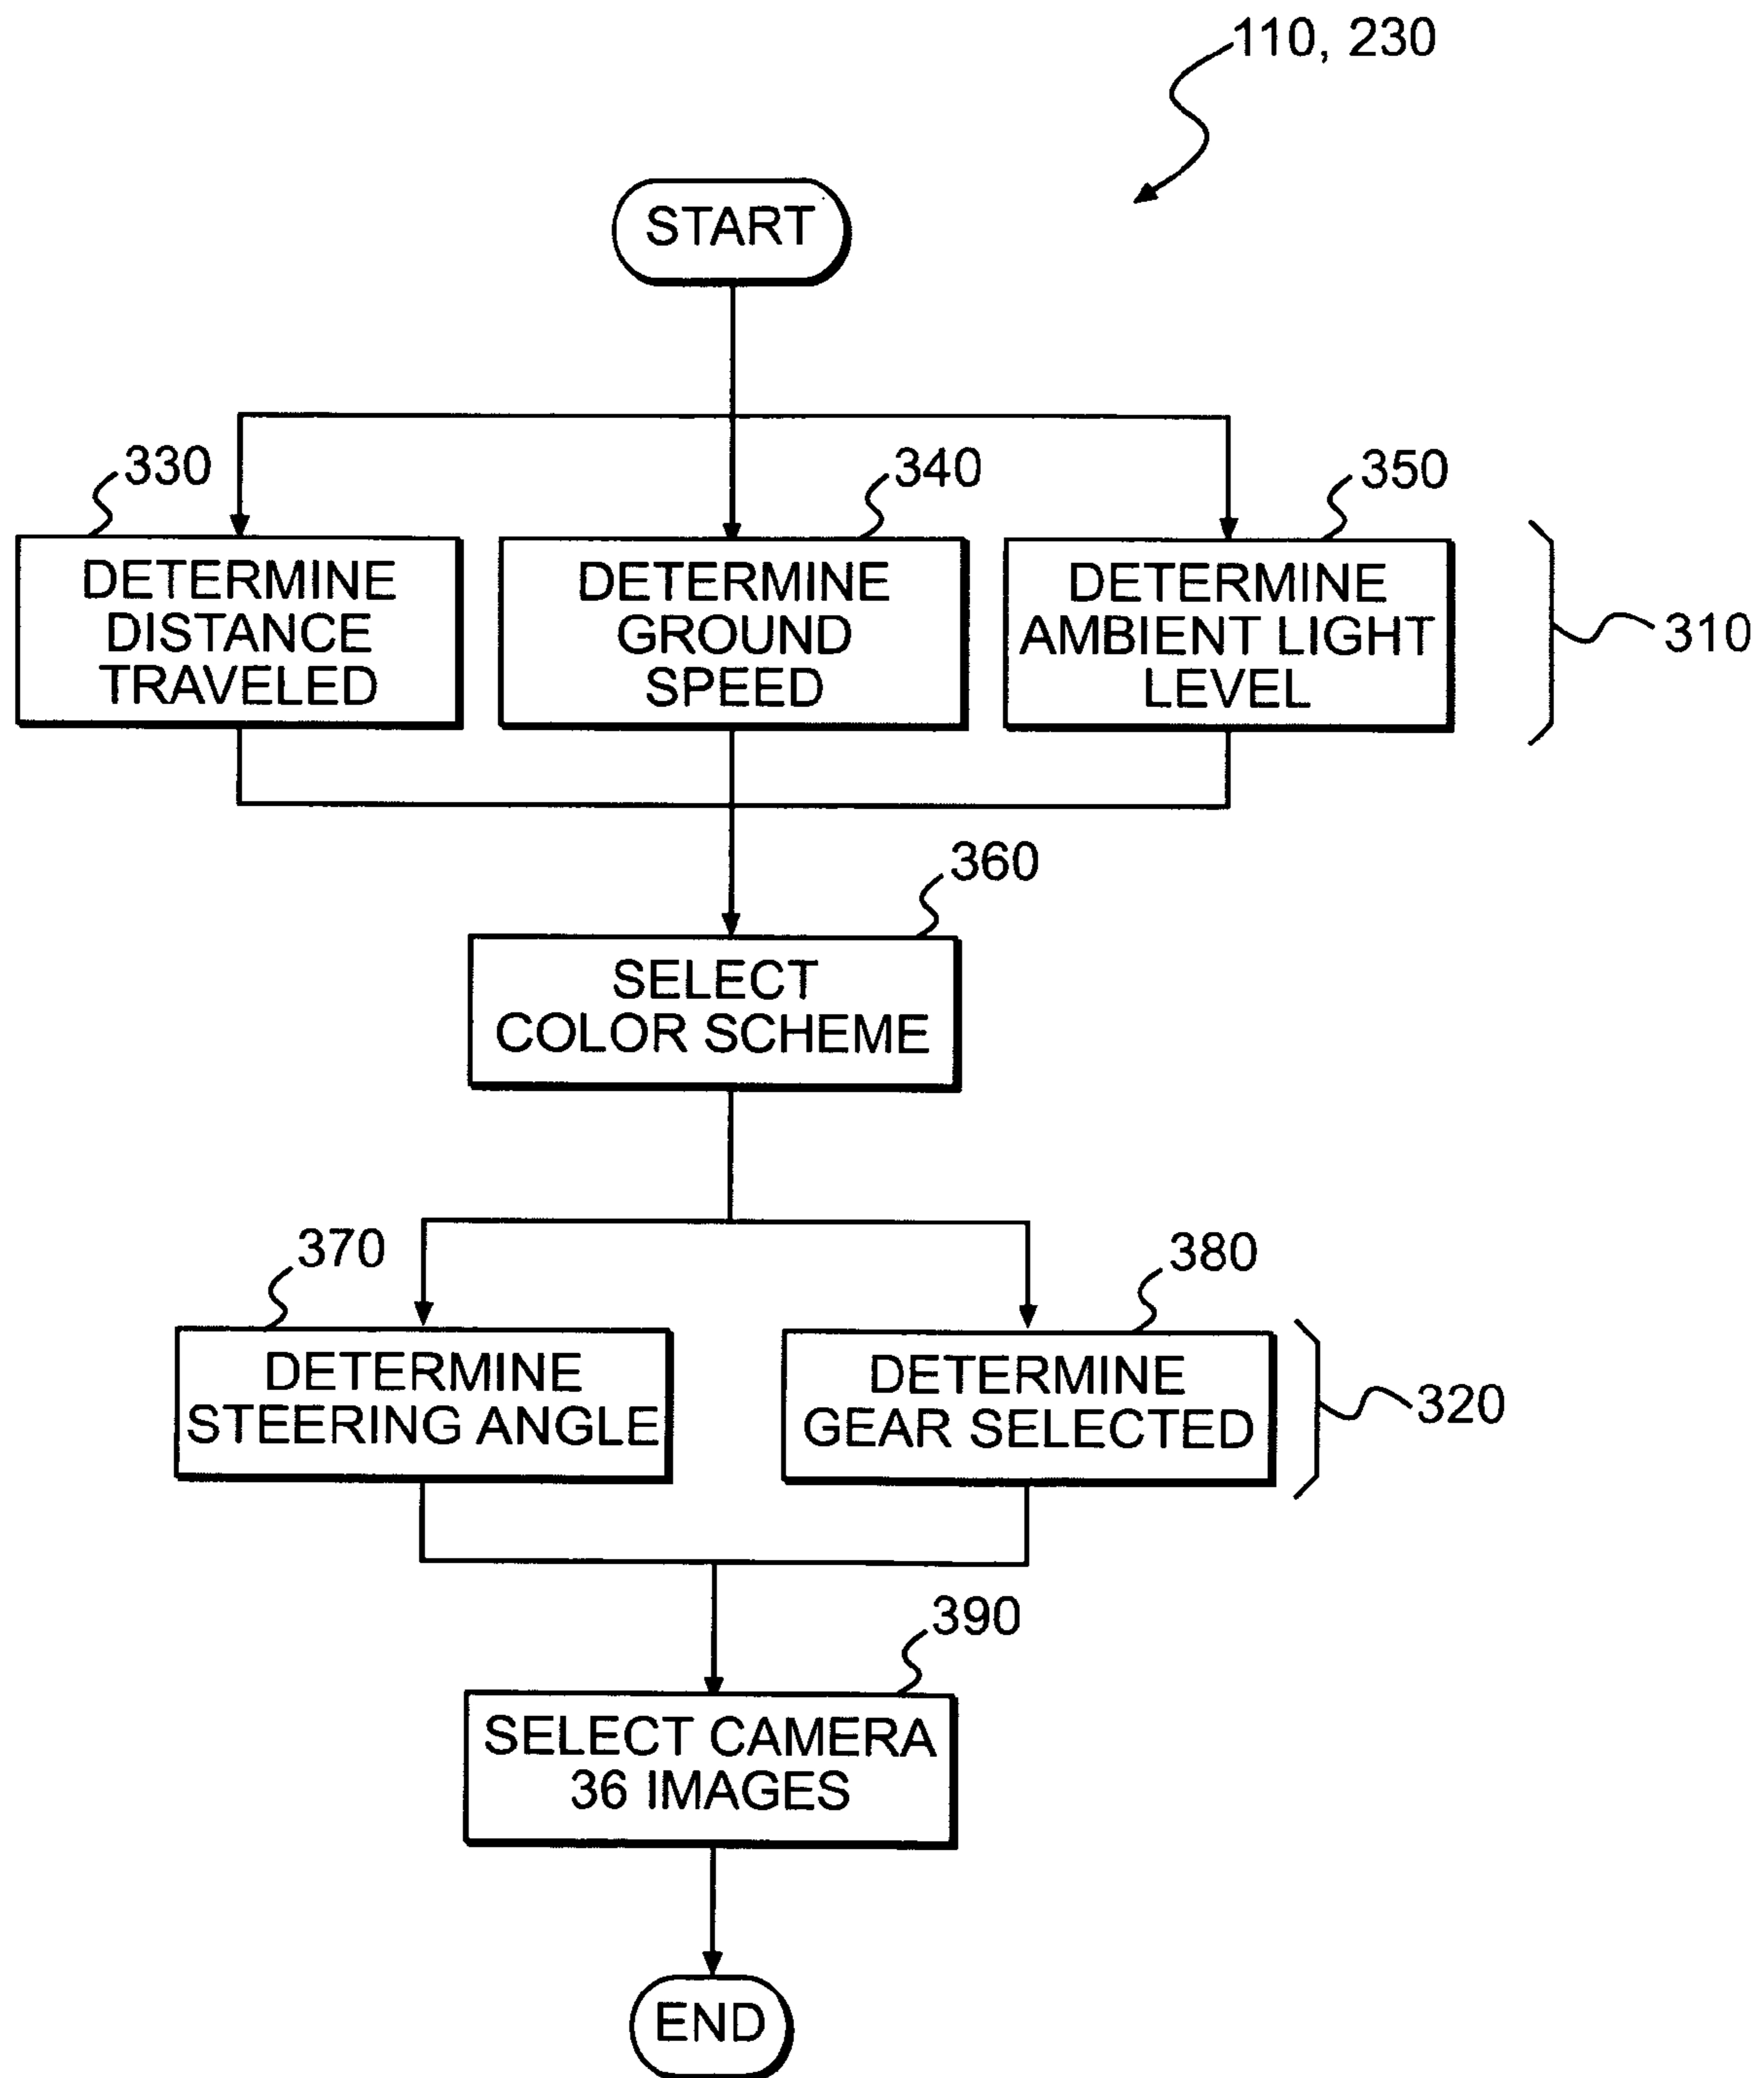 110, 230
START
330
340
350
DETERMINE
DISTANCE
TRAVELED
DETERMINE
GROUND
SPEED
DETERMINE
AMBIENT LIGHT
LEVEL
310
360
SELECT
COLOR SCHEME
370
380
DETERMINE
STEERING ANGLE
DETERMINE
GEAR SELECTED
320
390
SELECT CAMERA
36 IMAGES
END